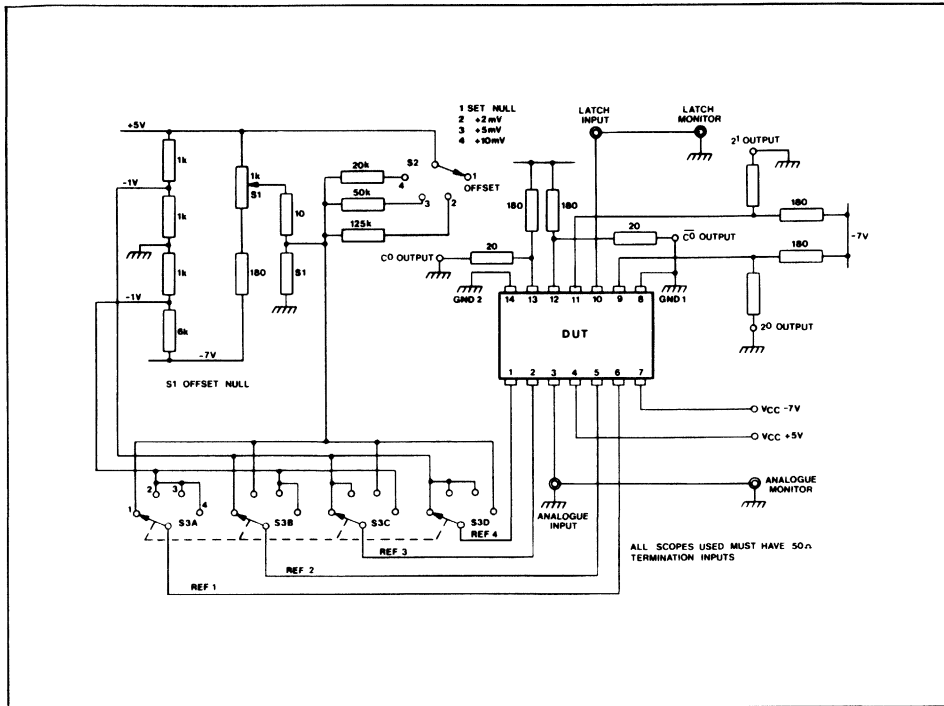 1 SET NULL
2 +2mV
3 +5mV
4 +10mV
LATCH INPUT
LATCH MONITOR
+5V
1k
-1V
1k
1k
-1V
6k
-7V
1k
S1
180
10
S1
20k
50k
125k
S2
4
3
2
1
OFFSET
2¹ OUTPUT
180
180
-7V
2⁰ OUTPUT
180
180
20
C⁰ OUTPUT
20
C̅⁰ OUTPUT
GND 2
GND 1
14 13 12 11 10 9 8
DUT
1 2 3 4 5 6 7
S1 OFFSET NULL
VCC -7V
VCC +5V
ANALOGUE MONITOR
ANALOGUE INPUT
1
2
3
4
S3A
S3B
S3C
S3D
REF 4
REF 3
REF 2
REF 1
ALL SCOPES USED MUST HAVE 50Ω
TERMINATION INPUTS